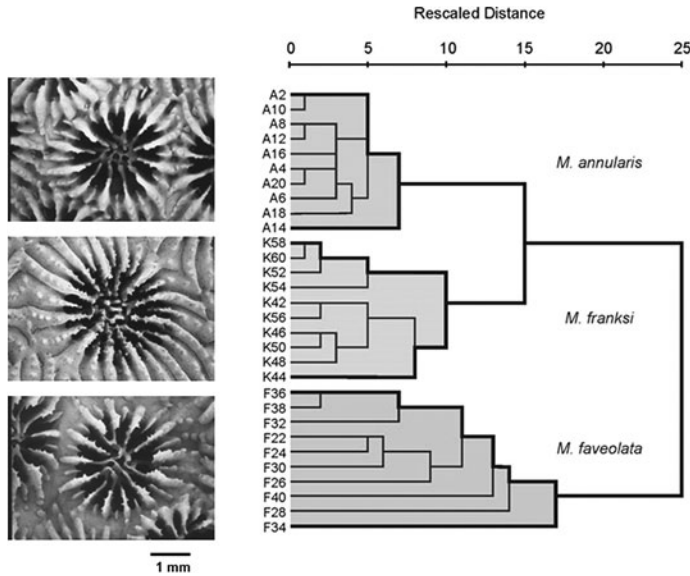 Rescaled Distance
0 5 10 15 20 25
A2
A10
A8
A12
A16
A4
A20
A6
A18
A14
K58
K60
K52
K54
K42
K56
K46
K50
K48
K44
F36
F38
F32
F22
F24
F30
F26
F40
F28
F34
M. annularis
M. franksi
M. faveolata
1 mm